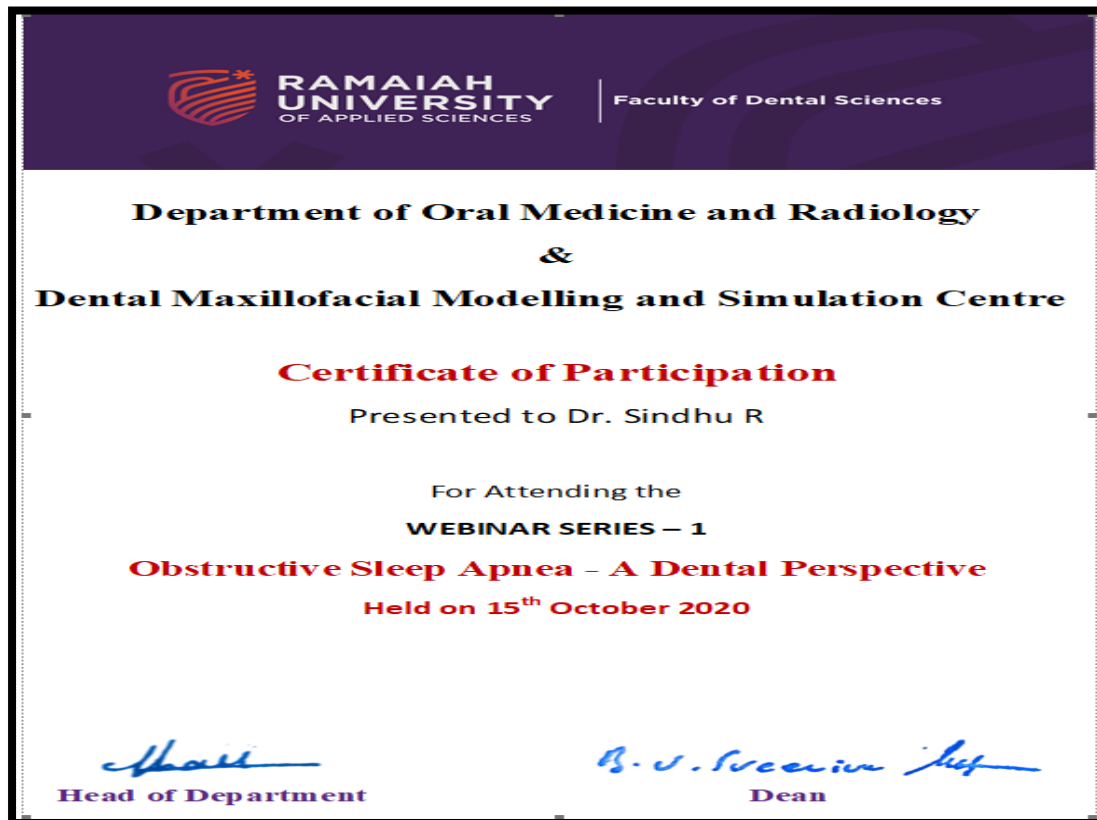 RAMAIAH
UNIVERSITY
OF APPLIED SCIENCES
Faculty of Dental Sciences
Department of Oral Medicine and Radiology
&
Dental Maxillofacial Modelling and Simulation Centre
Certificate of Participation
Presented to Dr. Sindhu R
For Attending the
WEBINAR SERIES – 1
Obstructive Sleep Apnea - A Dental Perspective
Held on 15th October 2020
Head of Department
Dean